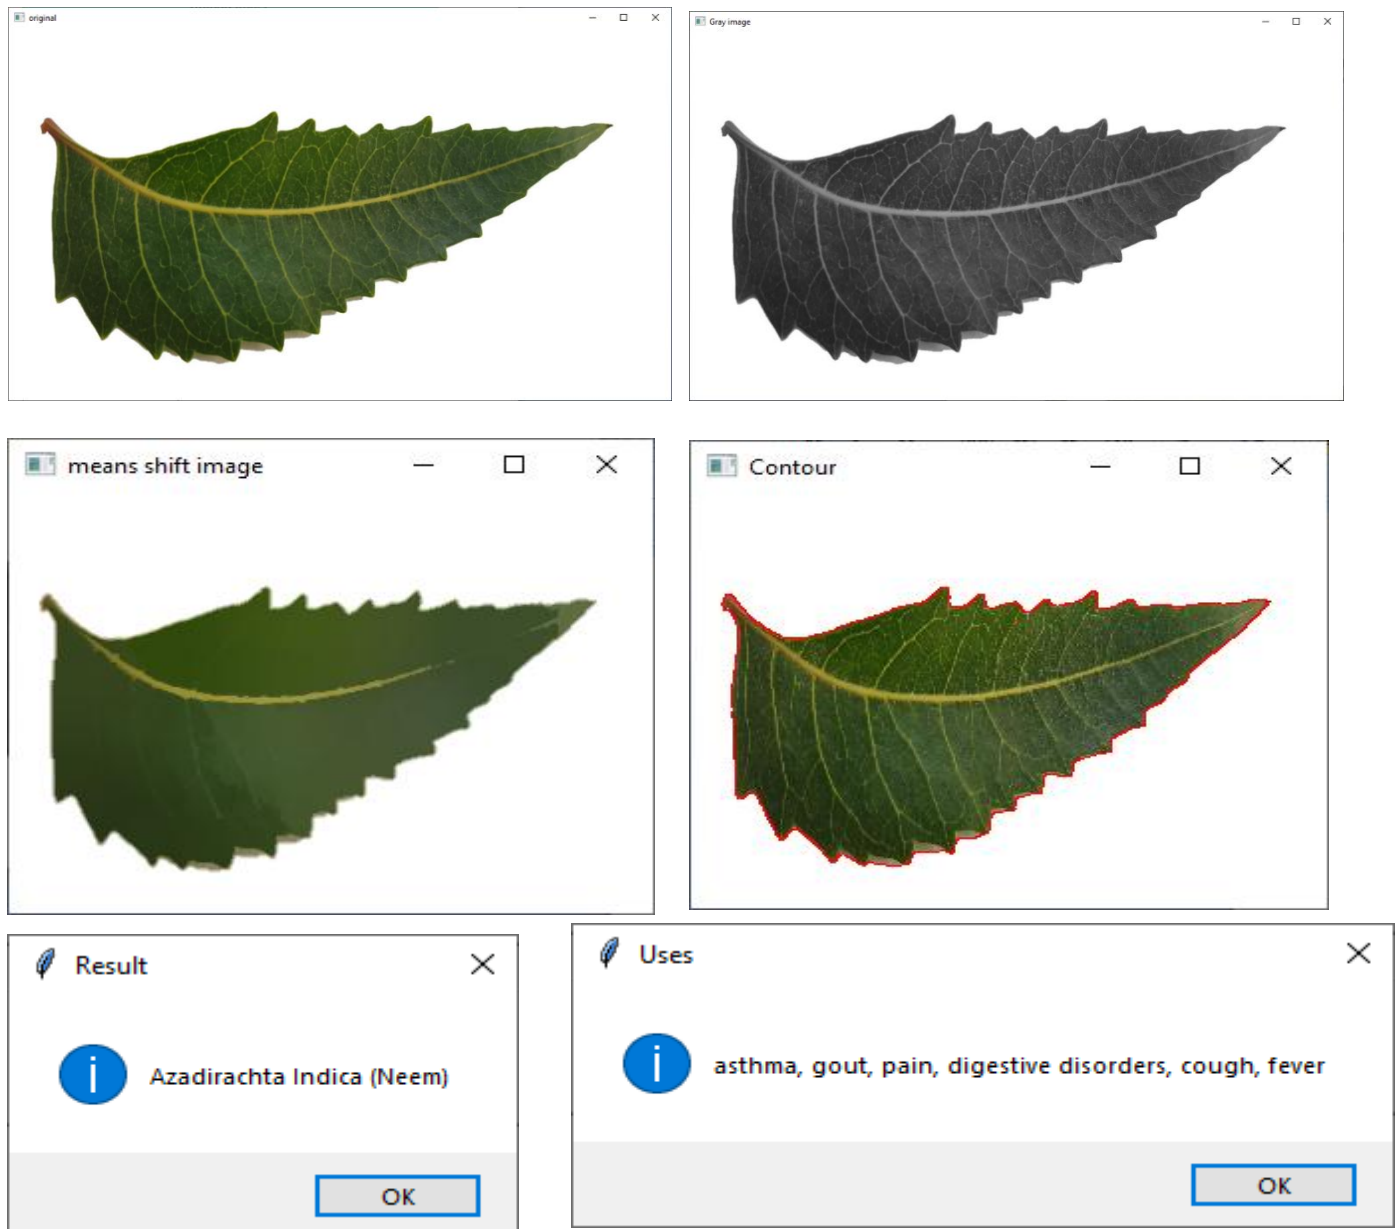 original
Gray image
means shift image
Contour
Result
Azadirachta Indica (Neem)
OK
Uses
asthma, gout, pain, digestive disorders, cough, fever
OK